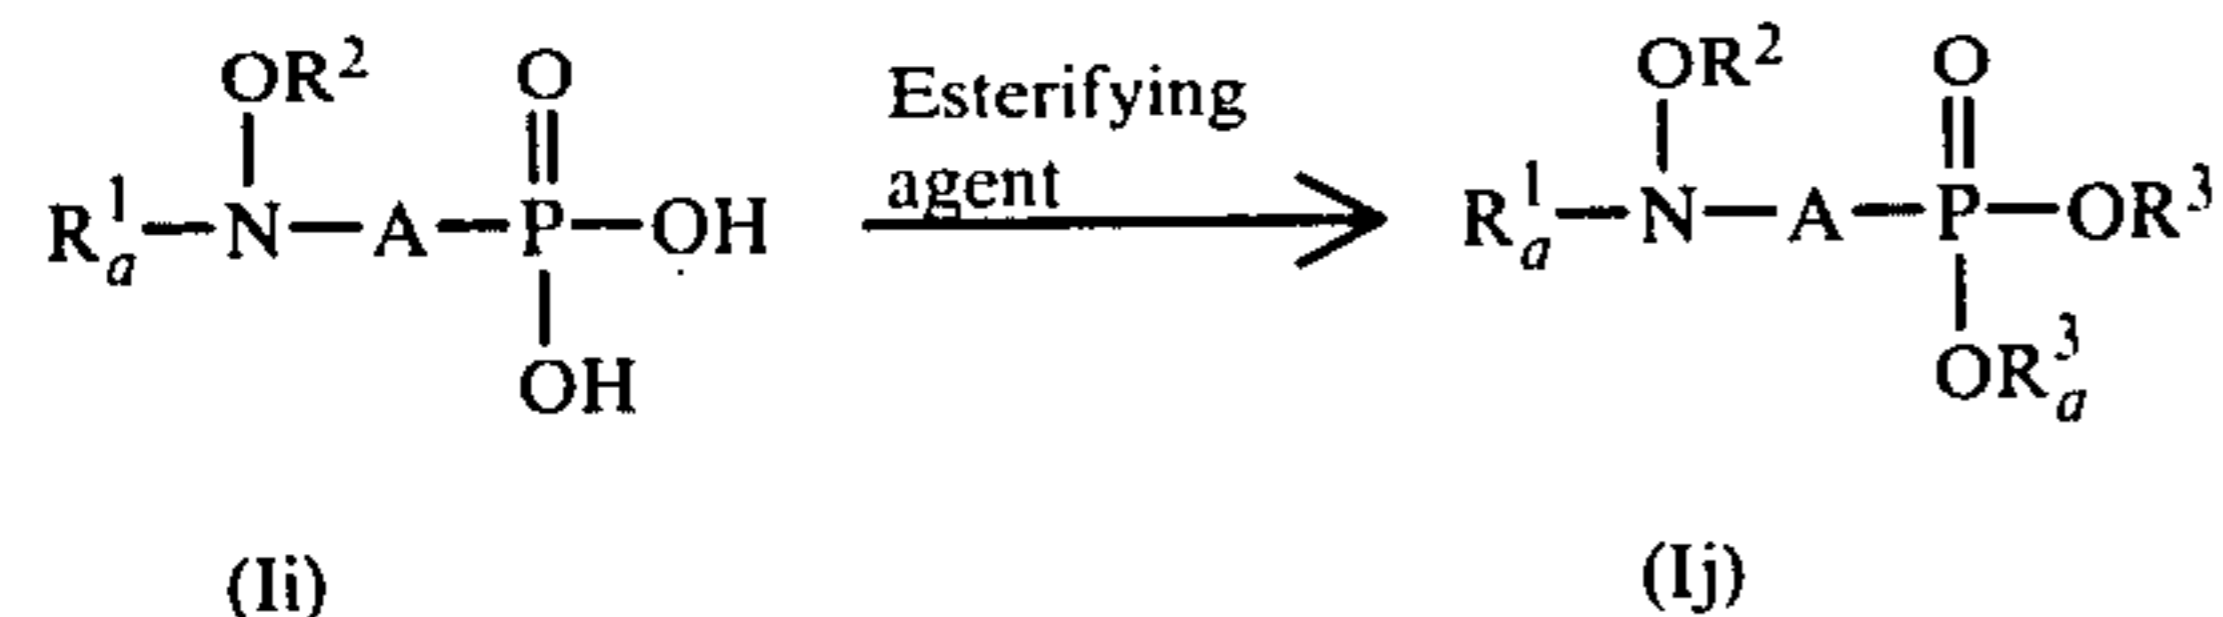 OR² O Esterifying OR² O
agent
R¹ₐ—N—A—P—OH R¹ₐ—N—A—P—OR³
OH OR³ₐ
(Ii) (Ij)